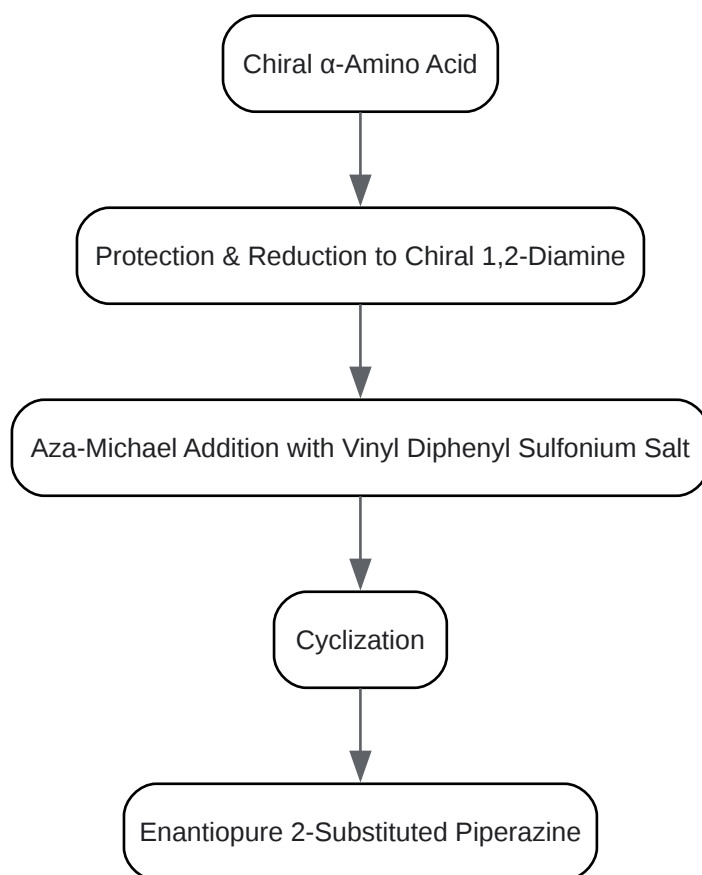 Chiral α-Amino Acid
Protection & Reduction to Chiral 1,2-Diamine
Aza-Michael Addition with Vinyl Diphenyl Sulfonium Salt
Cyclization
Enantiopure 2-Substituted Piperazine